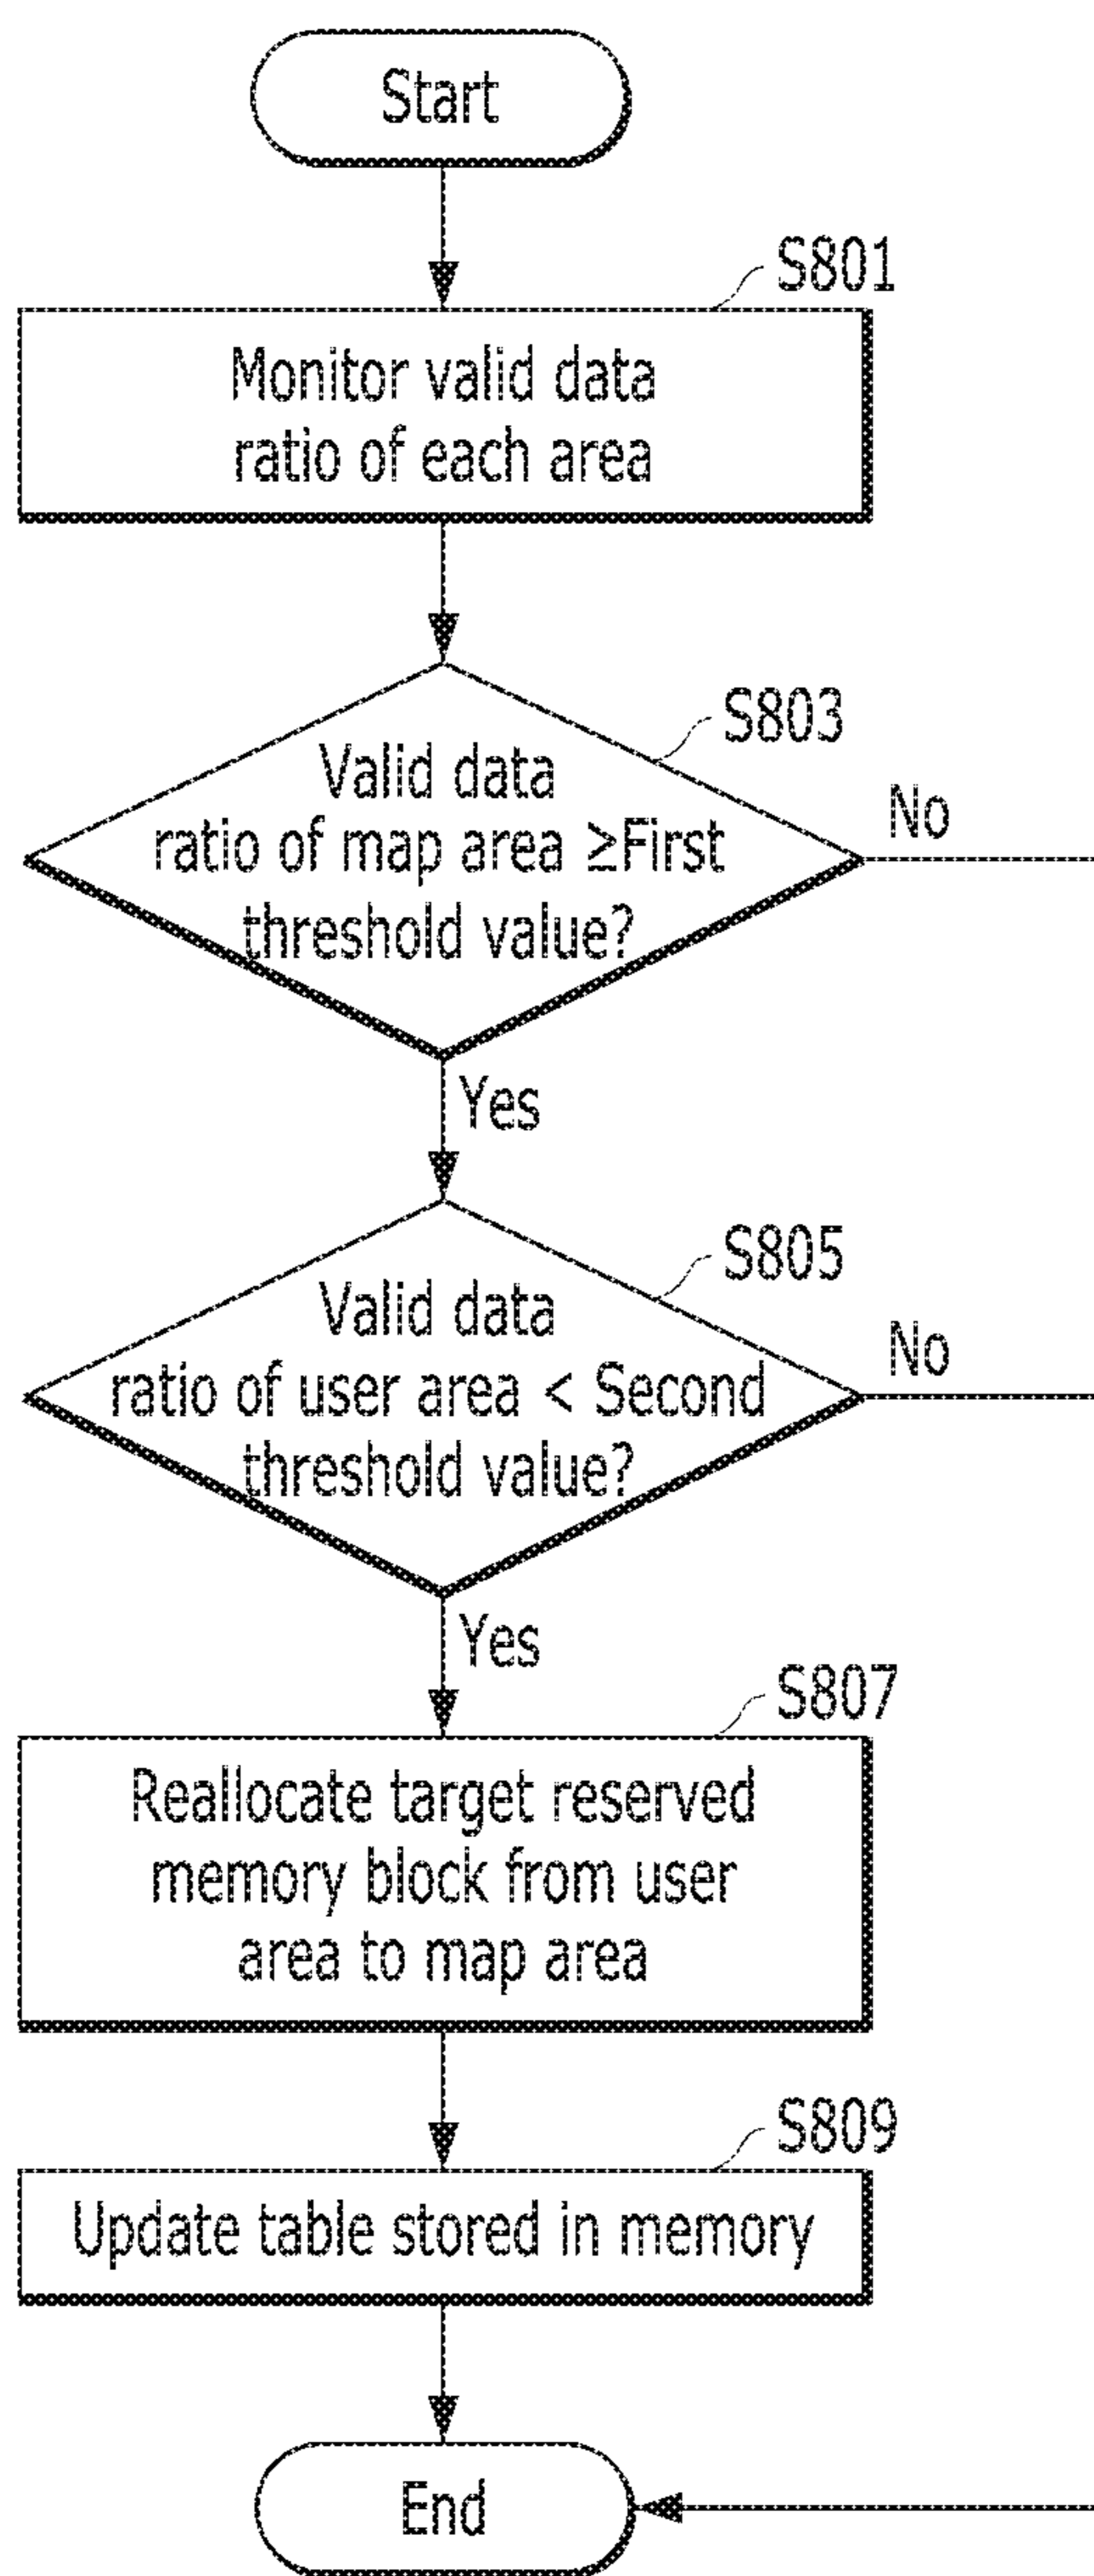 Start
S801
Monitor valid data
ratio of each area
S803
Valid data
ratio of map area ≥First
threshold value?
No
Yes
S805
Valid data
ratio of user area < Second
threshold value?
No
Yes
S807
Reallocate target reserved
memory block from user
area to map area
S809
Update table stored in memory
End